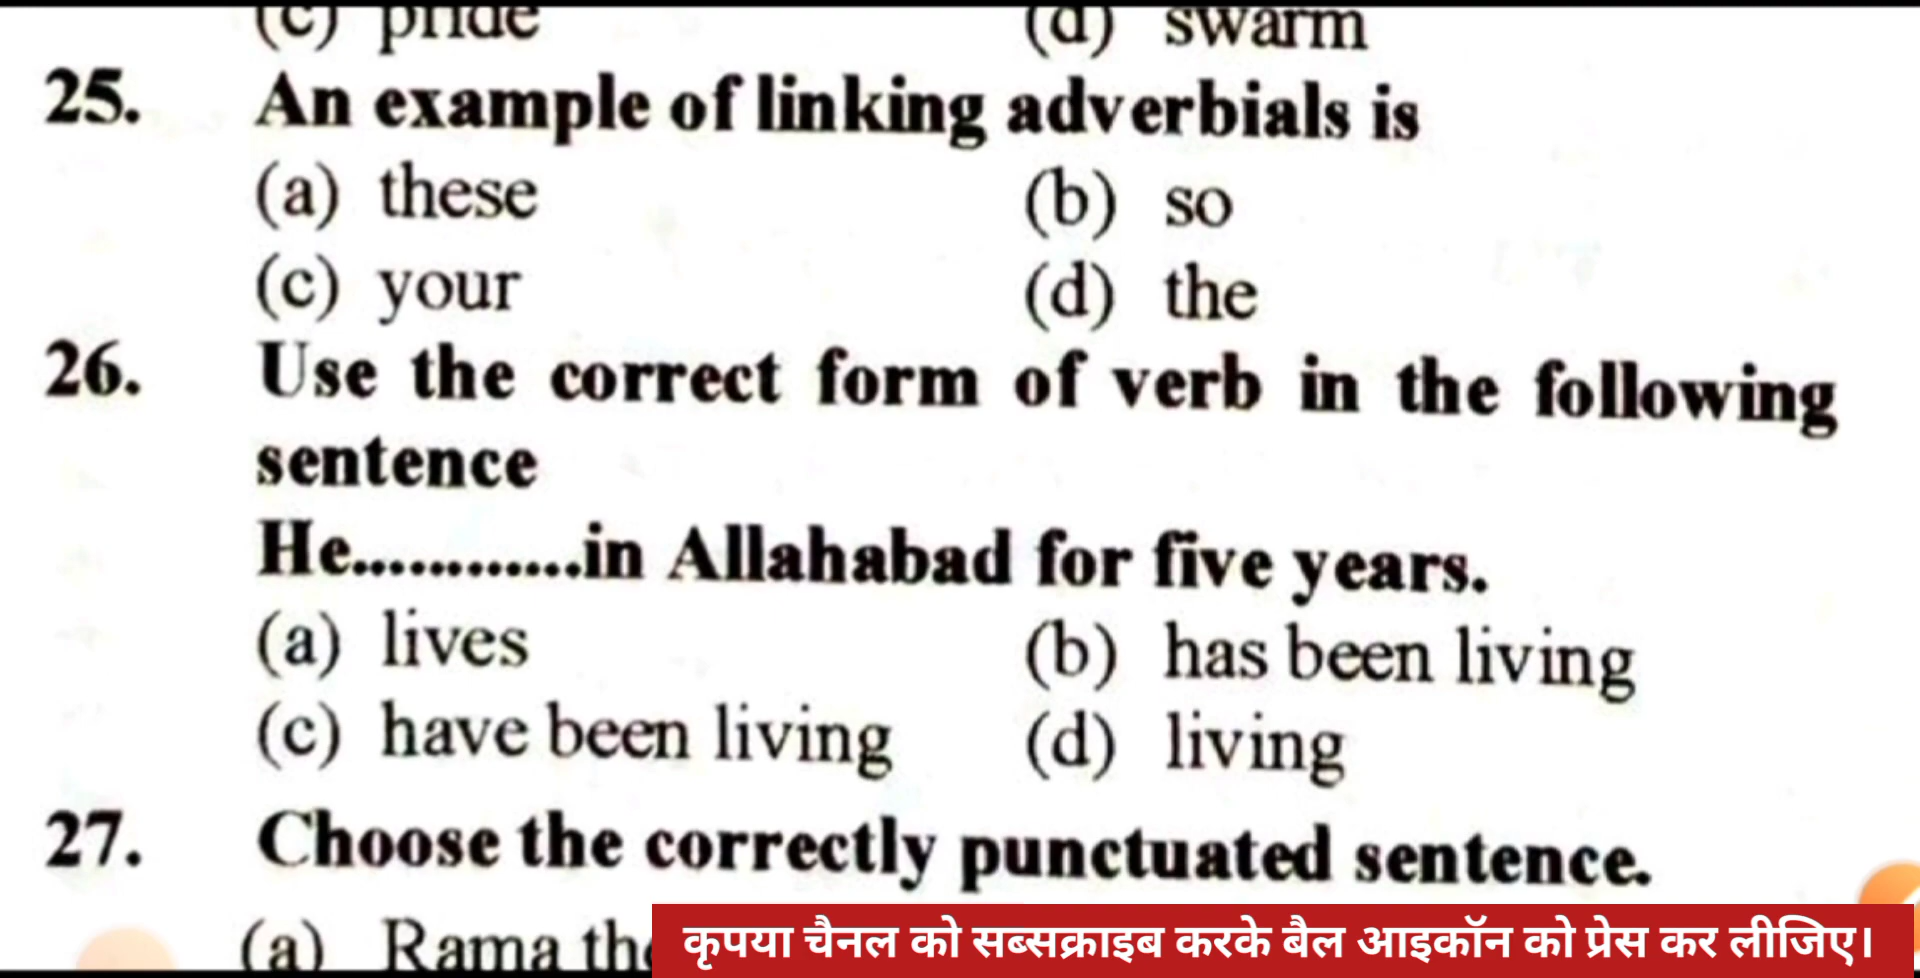 (c) pride (d) swarm
25. An example of linking adverbials is
(a) these (b) so
(c) your (d) the
26. Use the correct form of verb in the following
sentence
He............in Allahabad for five years.
(a) lives (b) has been living
(c) have been living (d) living
27. Choose the correctly punctuated sentence.
(a) Rama
कृपया चैनल को सब्सक्राइब करके बैल आइकॉन को प्रेस कर लीजिए।